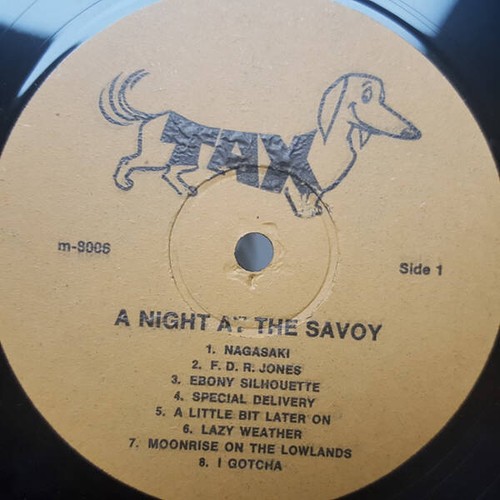 TAX
m-8006
Side 1
A NIGHT AT THE SAVOY
1. NAGASAKI
2. F. D. R. JONES
3. EBONY SILHOUETTE
4. SPECIAL DELIVERY
5. A LITTLE BIT LATER ON
6. LAZY WEATHER
7. MOONRISE ON THE LOWLANDS
8. I GOTCHA